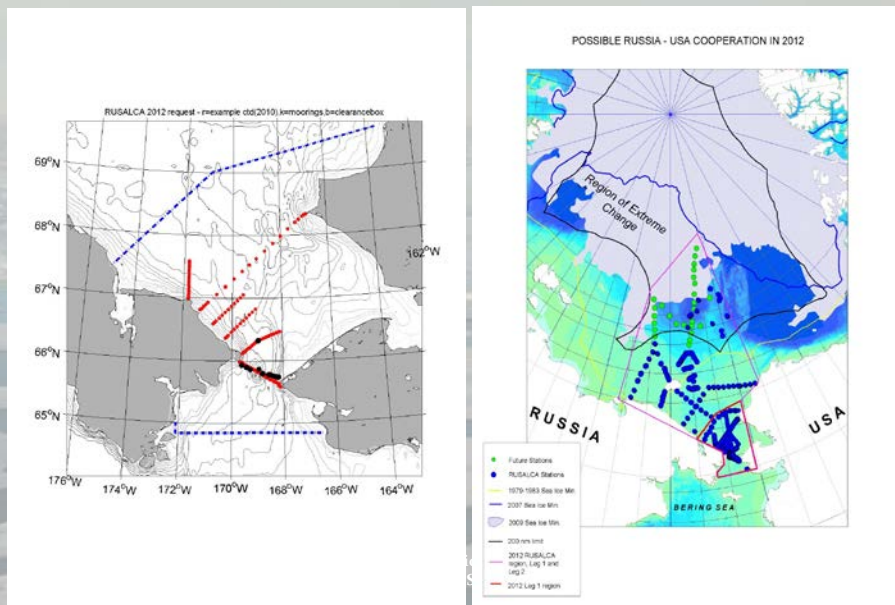 RUSALCA 2012 request - r=example ctd(2010),k=moorings,b=clearancebox
69°N
68°N
67°N
66°N
65°N
162°W
176°W
174°W
172°W
170°W
168°W
166°W
164°W
POSSIBLE RUSSIA - USA COOPERATION IN 2012
Region of Extreme
Change
RUSSIA
USA
BERING SEA
Future Stations
RUSALCA Stations
1979-1983 Sea Ice Min.
2007 Sea Ice Min.
2009 Sea Ice Min.
200 nm limit
2012 RUSALCA
region, Leg 1 and
Leg 2
2012 Leg 1 region